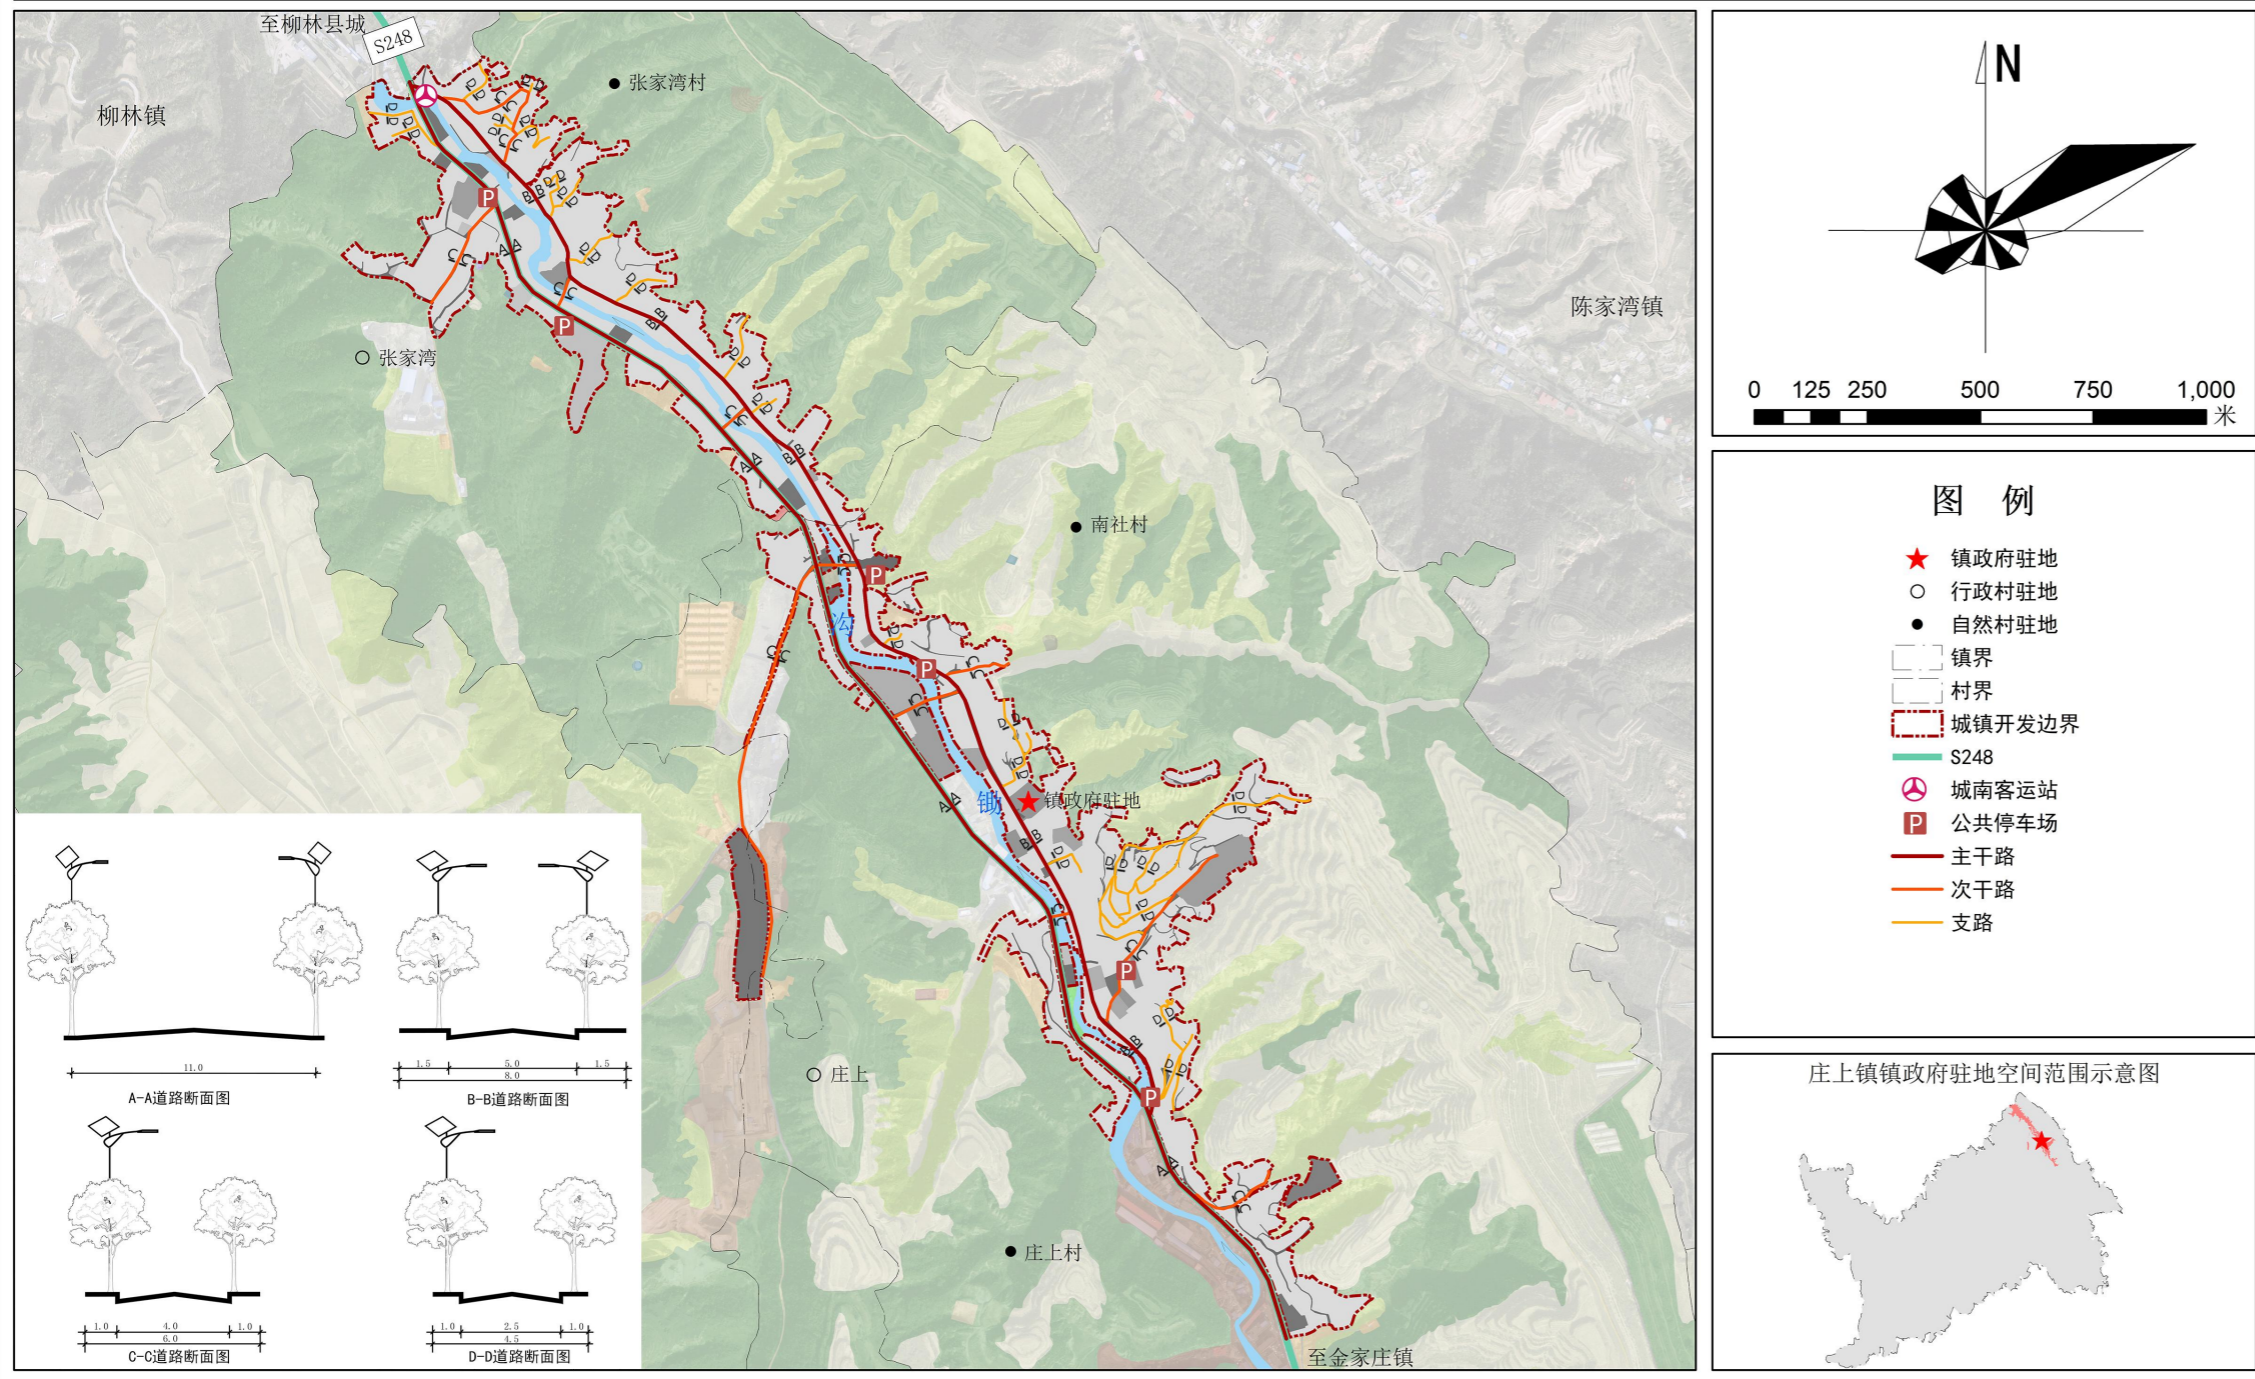 至柳林县城
S248
柳林镇
张家湾村
陈家湾镇
张家湾
南社村
沟
锄
镇政府驻地
庄上
庄上村
至金家庄镇
A A
B B
C C
D D
P
11.0
A-A道路断面图
1.5 5.0 1.5
8.0
B-B道路断面图
1.0 4.0 1.0
6.0
C-C道路断面图
1.0 2.5 1.0
4.5
D-D道路断面图
N
0 125 250 500 750 1,000
米
图 例
镇政府驻地
行政村驻地
自然村驻地
镇界
村界
城镇开发边界
S248
城南客运站
P 公共停车场
主干路
次干路
支路
庄上镇镇政府驻地空间范围示意图